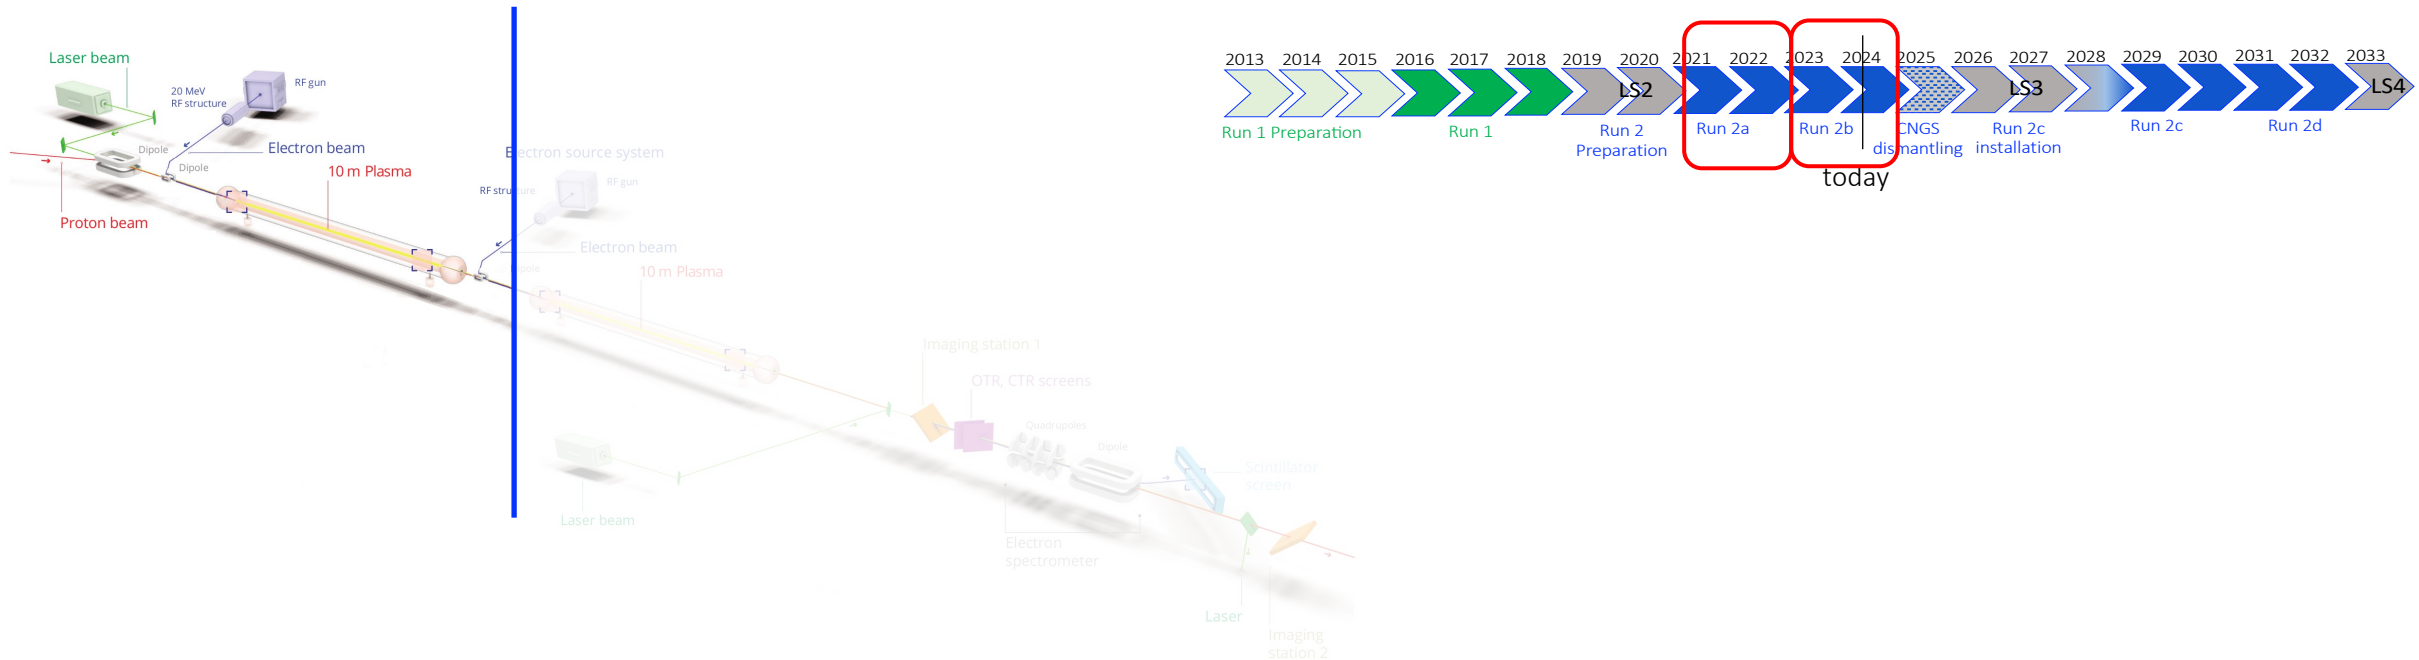 Laser beam
20 MeV
RF structure
RF gun
Dipole
Dipole
Electron beam
10 m Plasma
Proton beam
Electron source system
RF structure
RF gun
Electron beam
Dipole
10 m Plasma
Imaging station 1
OTR, CTR screens
Quadrupoles
Dipole
Scintillator
screen
Laser beam
Electron
spectrometer
Laser
Imaging
station 2
2013 2014 2015 2016 2017 2018 2019 2020 2021 2022 2023 2024 2025 2026 2027 2028 2029 2030 2031 2032 2033
LS2 LS3 LS4
Run 1 Preparation
Run 1
Run 2
Preparation
Run 2a
Run 2b
CNGS
dismantling
Run 2c
installation
Run 2c
Run 2d
today